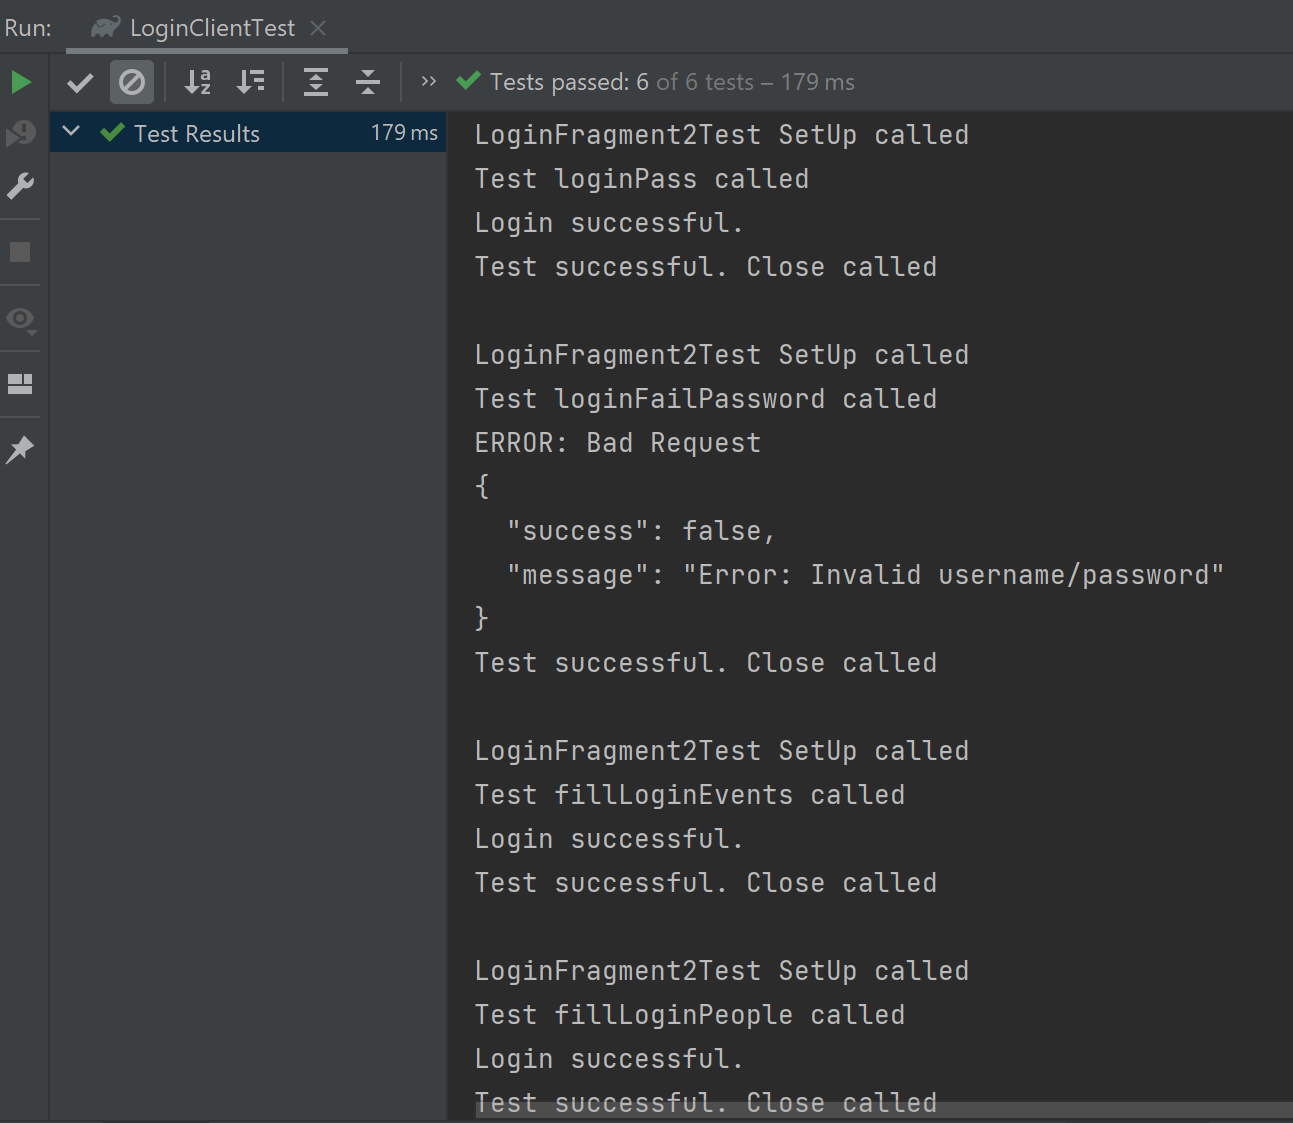 Run: LoginClientTest
Tests passed: 6 of 6 tests – 179 ms
Test Results 179 ms
LoginFragment2Test SetUp called
Test loginPass called
Login successful.
Test successful. Close called
LoginFragment2Test SetUp called
Test loginFailPassword called
ERROR: Bad Request
{
  "success": false,
  "message": "Error: Invalid username/password"
}
Test successful. Close called
LoginFragment2Test SetUp called
Test fillLoginEvents called
Login successful.
Test successful. Close called
LoginFragment2Test SetUp called
Test fillLoginPeople called
Login successful.
Test successful. Close called